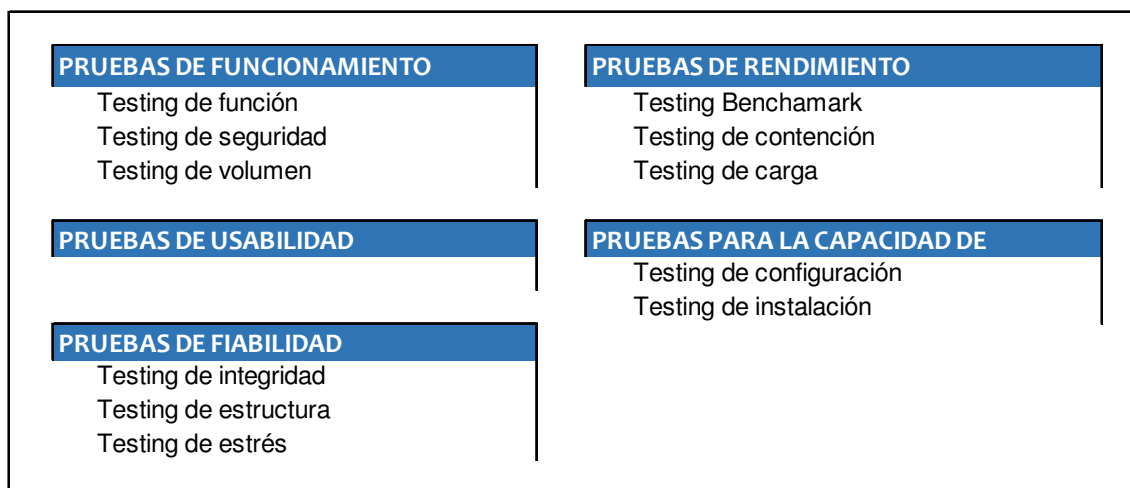 PRUEBAS DE FUNCIONAMIENTO
Testing de función
Testing de seguridad
Testing de volumen
PRUEBAS DE USABILIDAD
PRUEBAS DE FIABILIDAD
Testing de integridad
Testing de estructura
Testing de estrés
PRUEBAS DE RENDIMIENTO
Testing Benchamark
Testing de contención
Testing de carga
PRUEBAS PARA LA CAPACIDAD DE
Testing de configuración
Testing de instalación